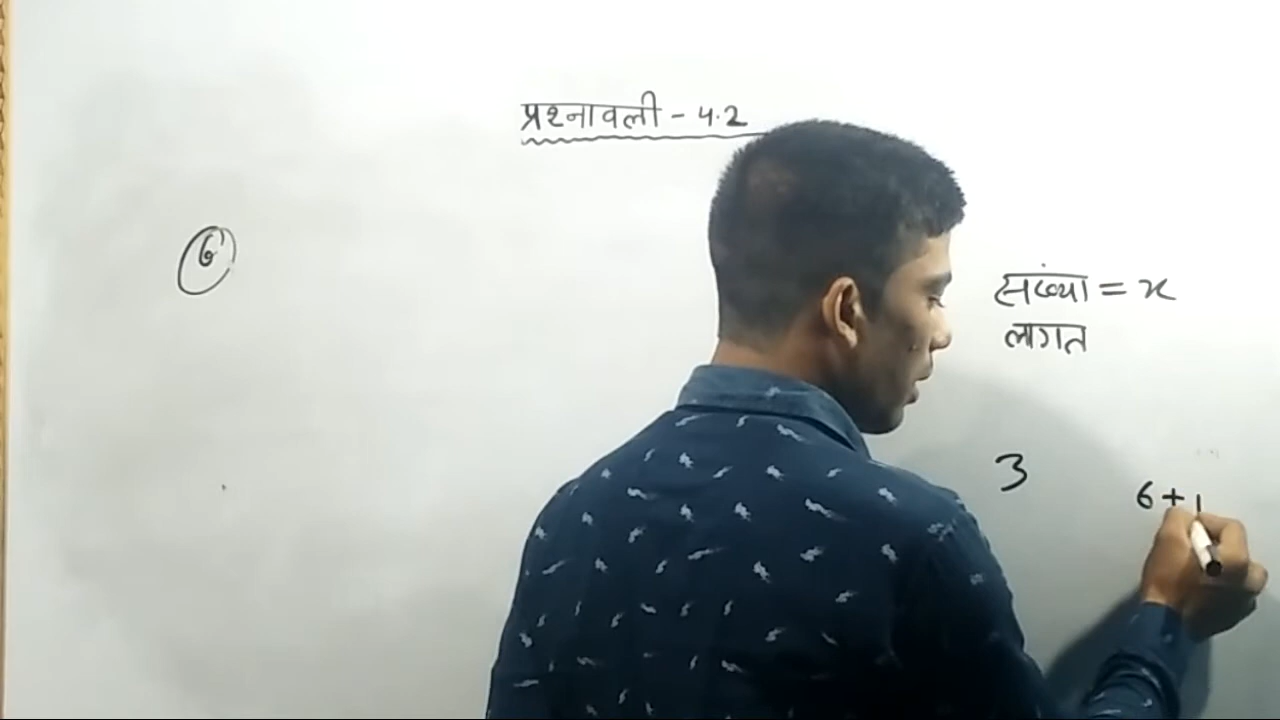 प्रश्नावली - 4.2
6
संख्या = x
लागत
3
6 + 1